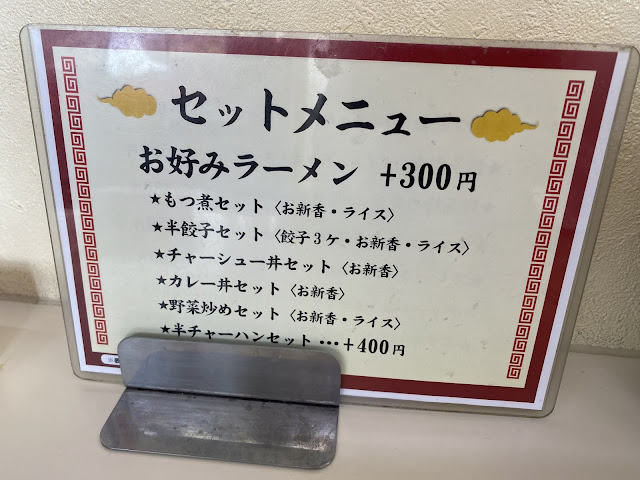 セットメニュー
お好みラーメン +300円
★もつ煮セット〈お新香・ライス〉
★半餃子セット〈餃子3ケ・お新香・ライス〉
★チャーシュー丼セット〈お新香〉
★カレー丼セット〈お新香〉
★野菜炒めセット〈お新香・ライス〉
★半チャーハンセット …+400円